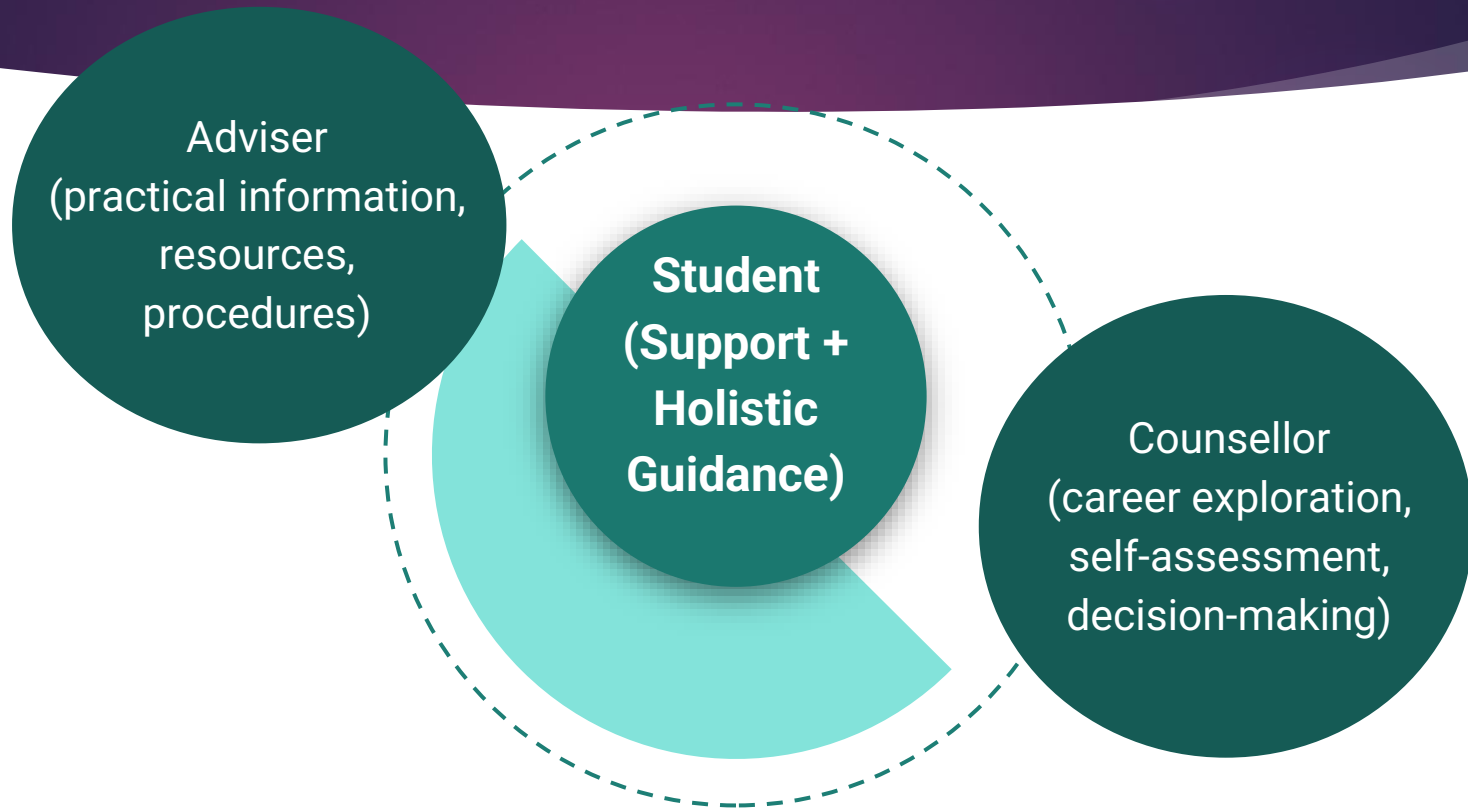 Adviser
(practical information,
resources,
procedures)
Student
(Support +
Holistic
Guidance)
Counsellor
(career exploration,
self-assessment,
decision-making)